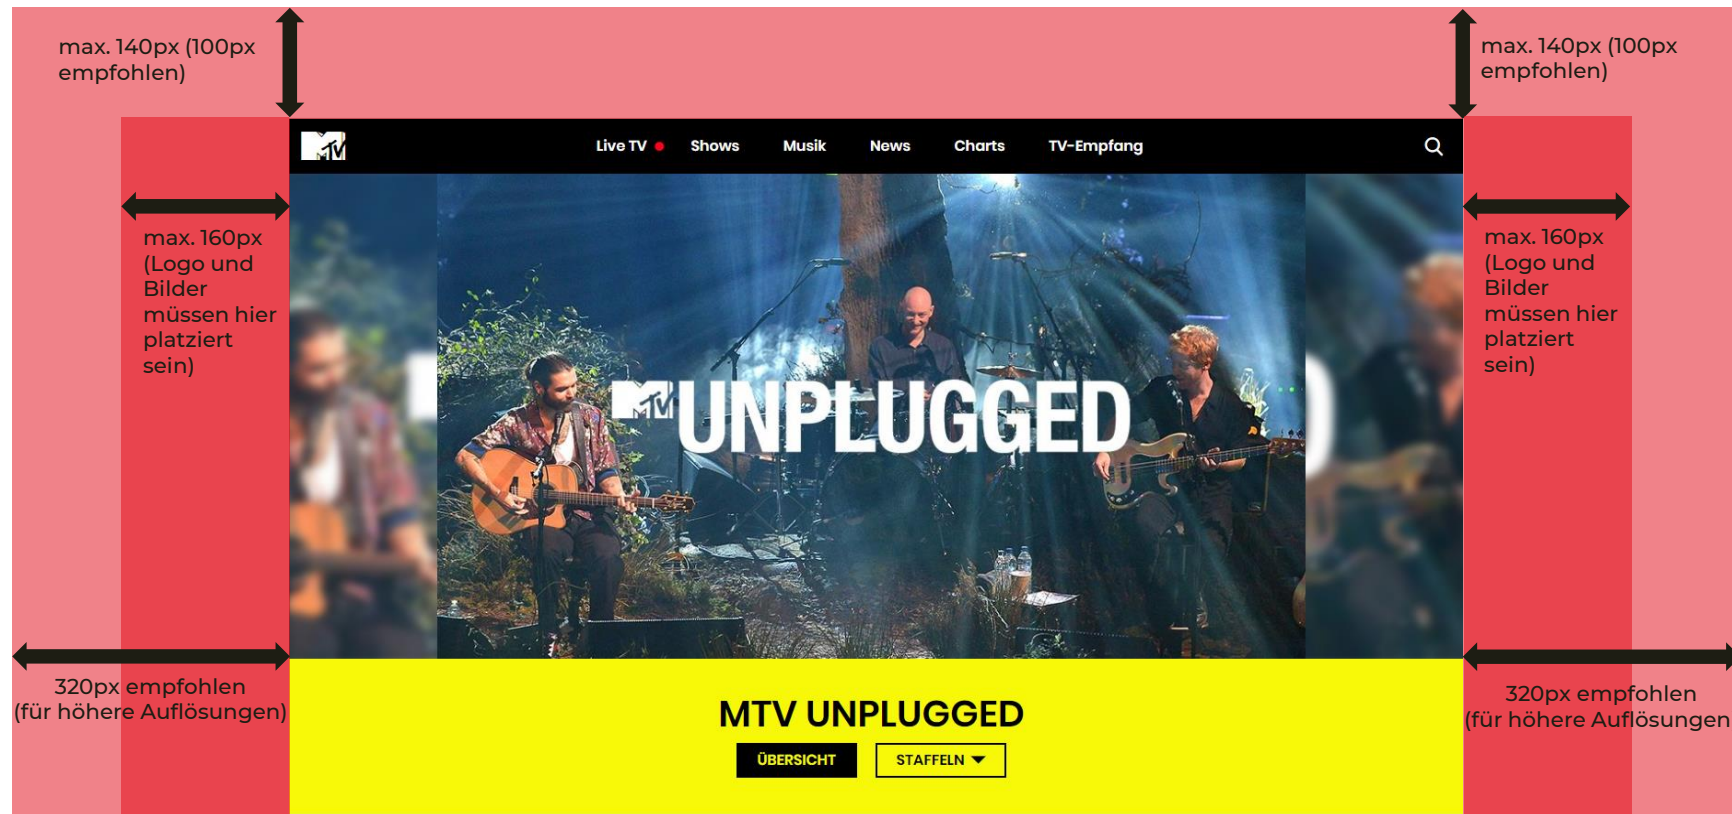 max. 140px (100px
empfohlen)
max. 140px (100px
empfohlen)
MTV
Live TV
Shows
Musik
News
Charts
TV-Empfang
max. 160px
(Logo und
Bilder
müssen hier
platziert
sein)
max. 160px
(Logo und
Bilder
müssen hier
platziert
sein)
MTV UNPLUGGED
320px empfohlen
(für höhere Auflösungen)
320px empfohlen
(für höhere Auflösungen
MTV UNPLUGGED
ÜBERSICHT
STAFFELN